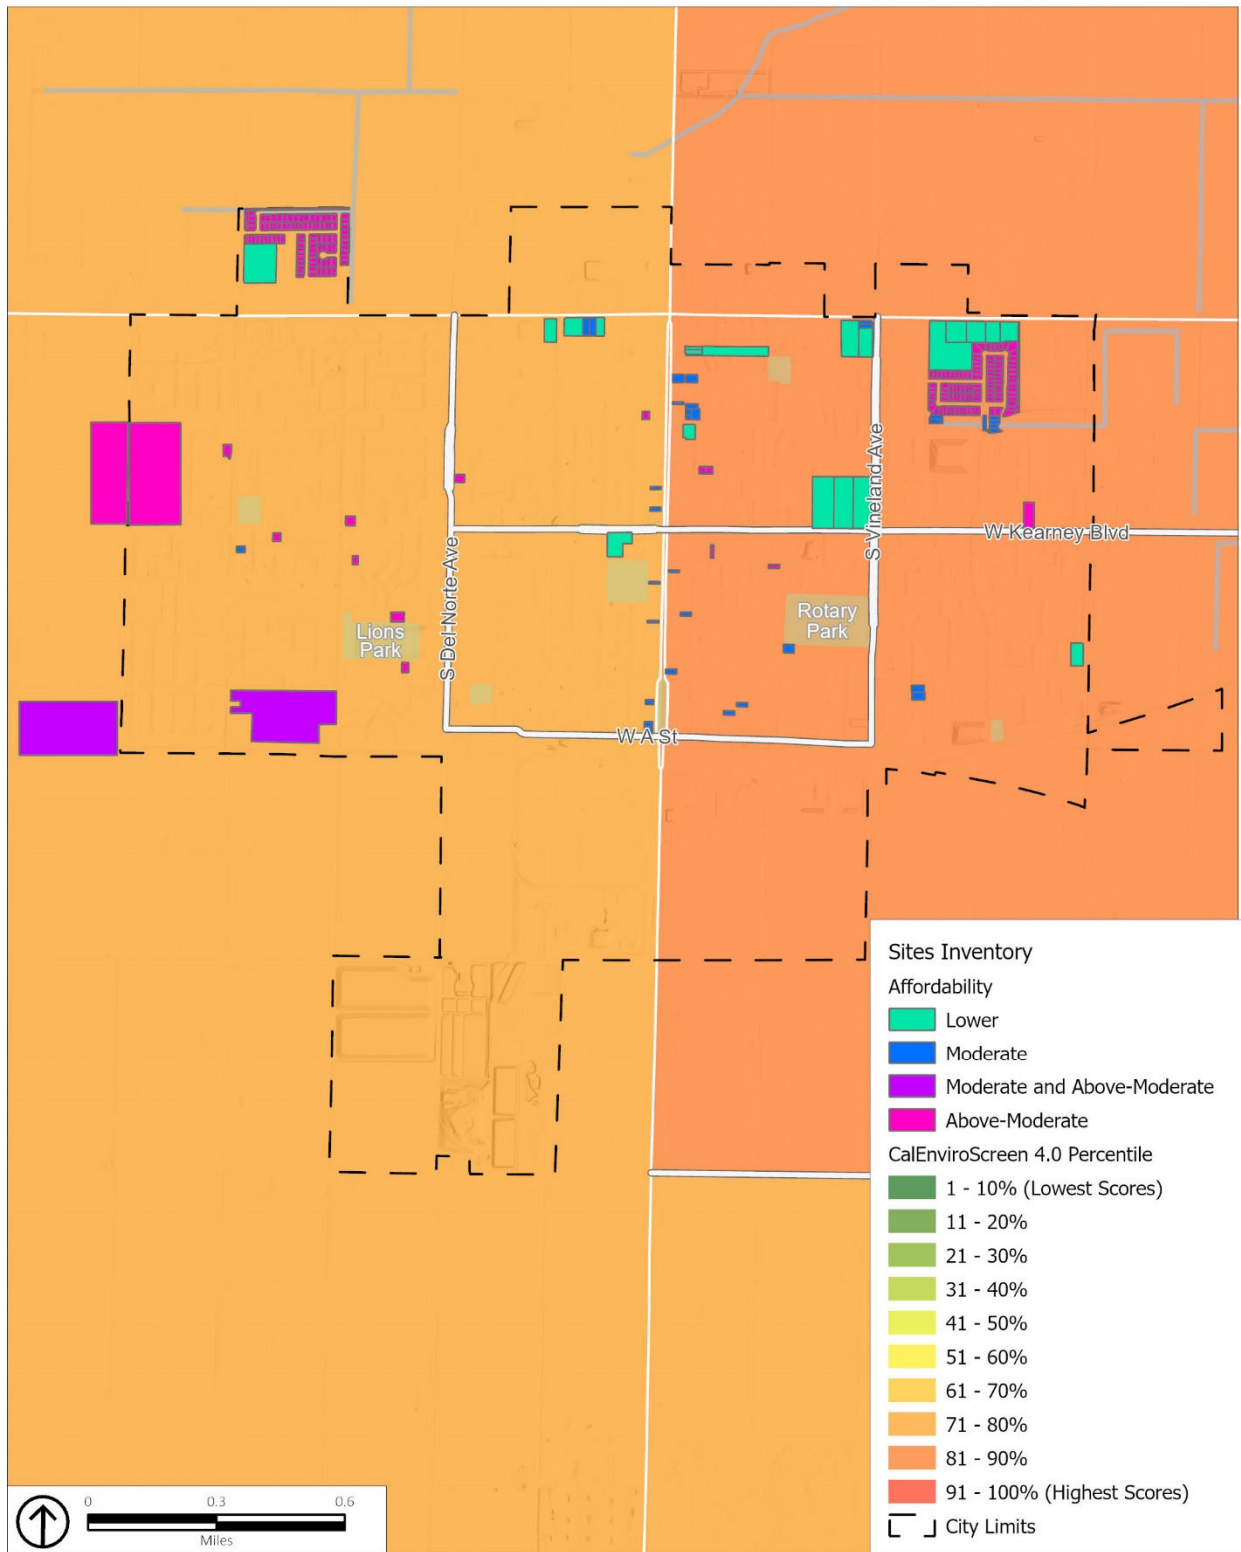 S Vineland Ave
W Kearney Blvd
S Del Norte Ave
Lions
Park
Rotary
Park
W A St
Sites Inventory
Affordability
Lower
Moderate
Moderate and Above-Moderate
Above-Moderate
CalEnviroScreen 4.0 Percentile
1 - 10% (Lowest Scores)
11 - 20%
21 - 30%
31 - 40%
41 - 50%
51 - 60%
61 - 70%
71 - 80%
81 - 90%
91 - 100% (Highest Scores)
City Limits
0 0.3 0.6
Miles